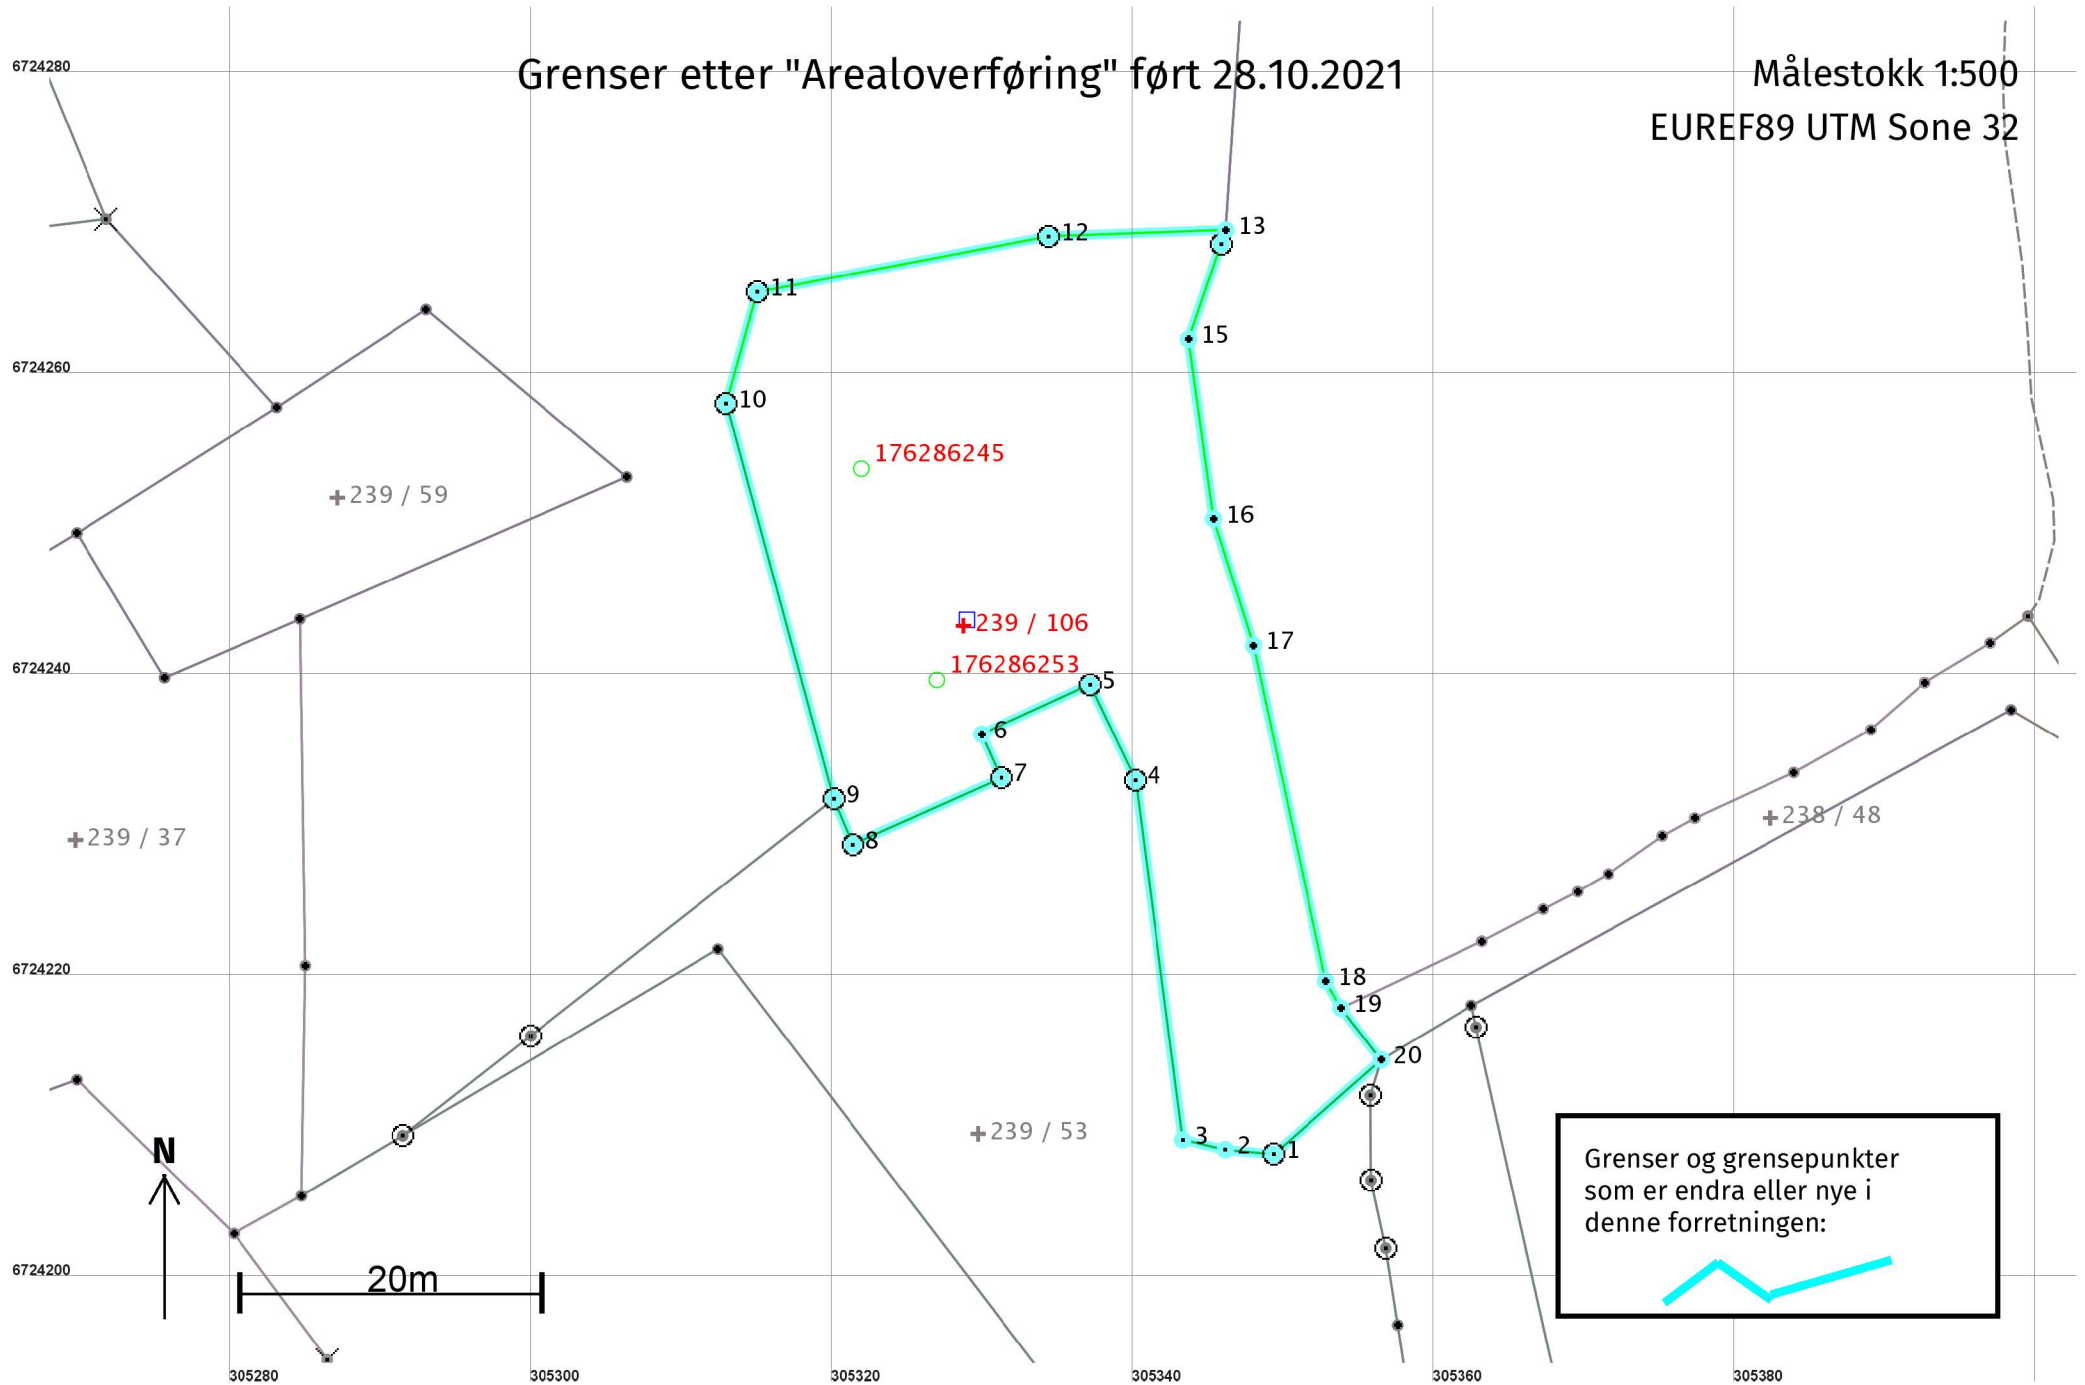 6724280
Grenser etter "Arealoverføring" ført 28.10.2021
Målestokk 1:500
EUREF89 UTM Sone 32
13
12
11
15
6724260
10
176286245
239 / 59
16
239 / 106
17
176286253
6724240
5
6
7
4
9
238 / 48
239 / 37
8
6724220
18
19
20
239 / 53
3
2
1
N
Grenser og grensepunkter
som er endra eller nye i
denne forretningen:
6724200
20m
305280
305300
305320
305340
305360
305380